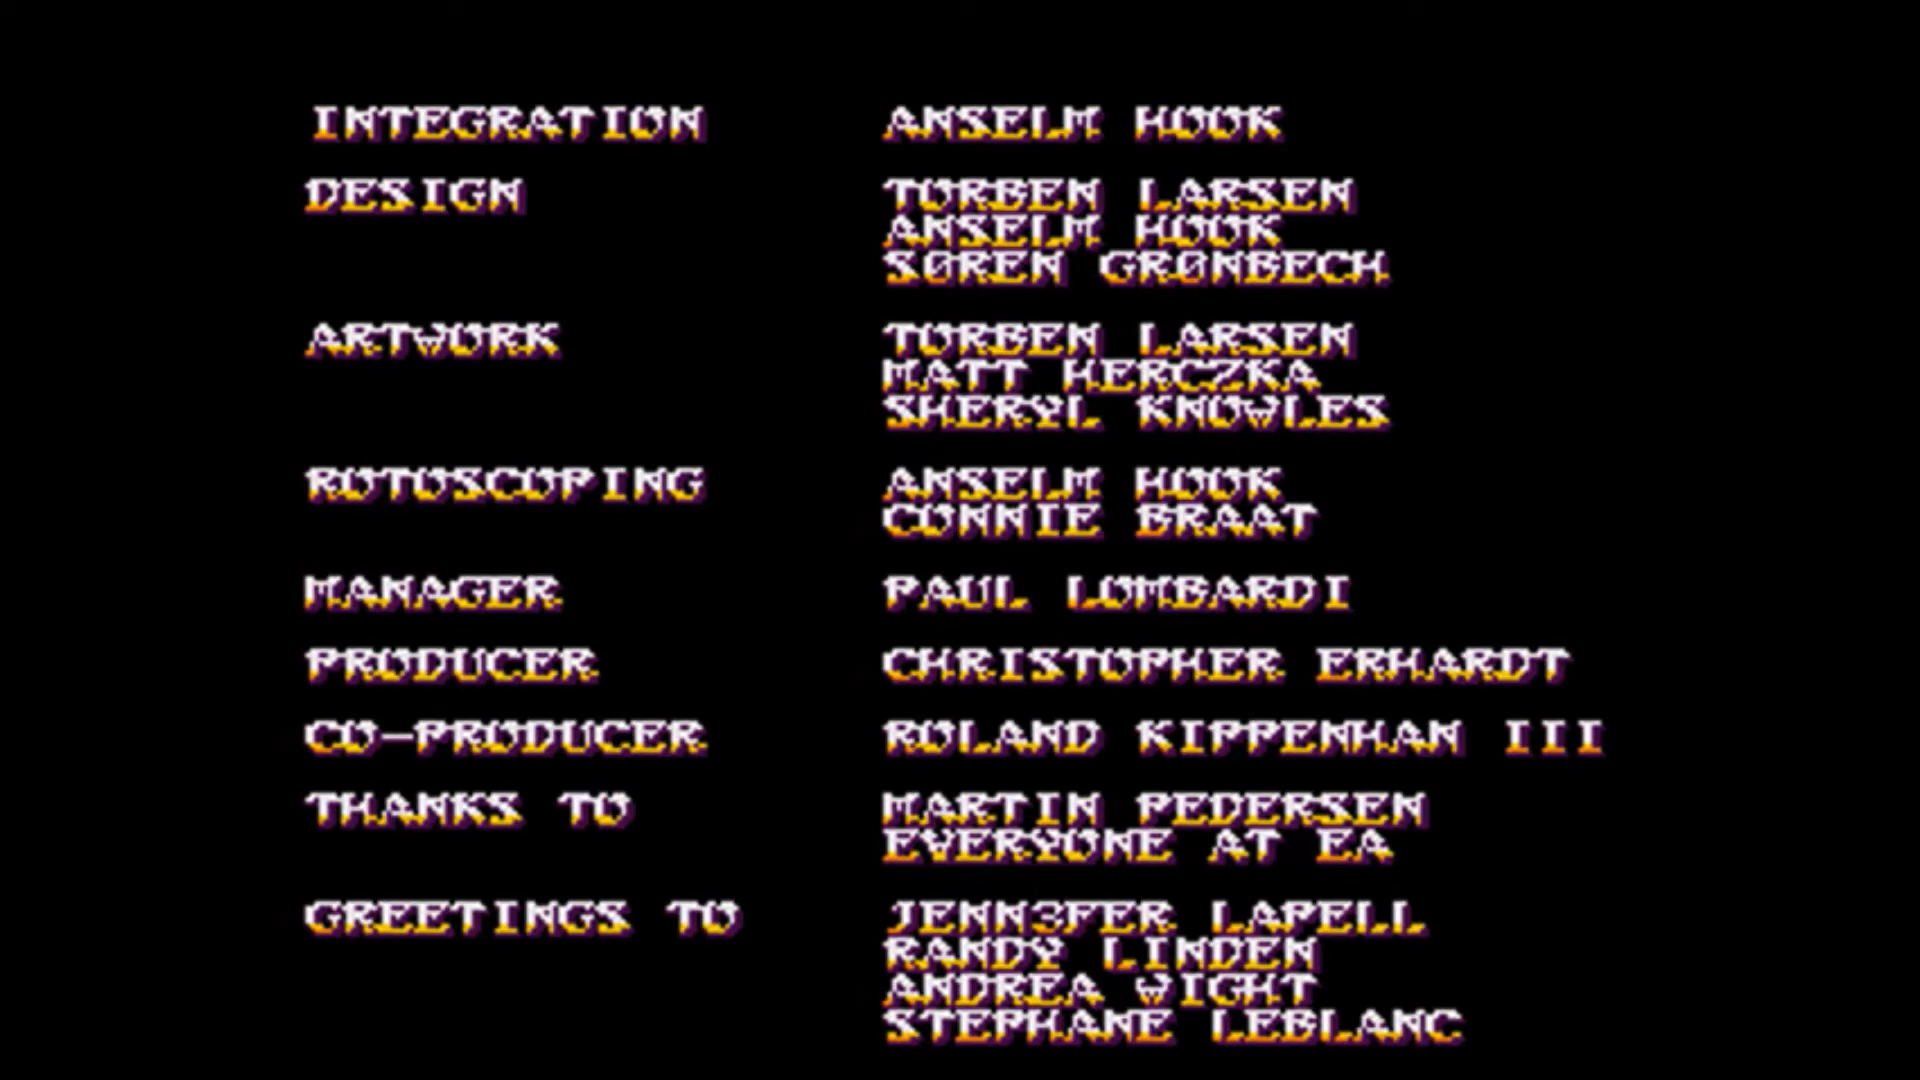 INTEGRATION ANSELM HOOK
DESIGN TORBEN LARSEN
ANSELM HOOK
SØREN GRØNBECH
ARTWORK TORBEN LARSEN
MATT HERCZKA
SHERYL KNOWLES
ROTOSCOPING ANSELM HOOK
CONNIE BRAAT
MANAGER PAUL LOMBARDI
PRODUCER CHRISTOPHER ERHARDT
CO-PRODUCER ROLAND KIPPENHAN III
THANKS TO MARTIN PEDERSEN
EVERYONE AT EA
GREETINGS TO JENN3FER LAPELL
RANDY LINDEN
ANDREA WIGHT
STEPHANE LEBLANC